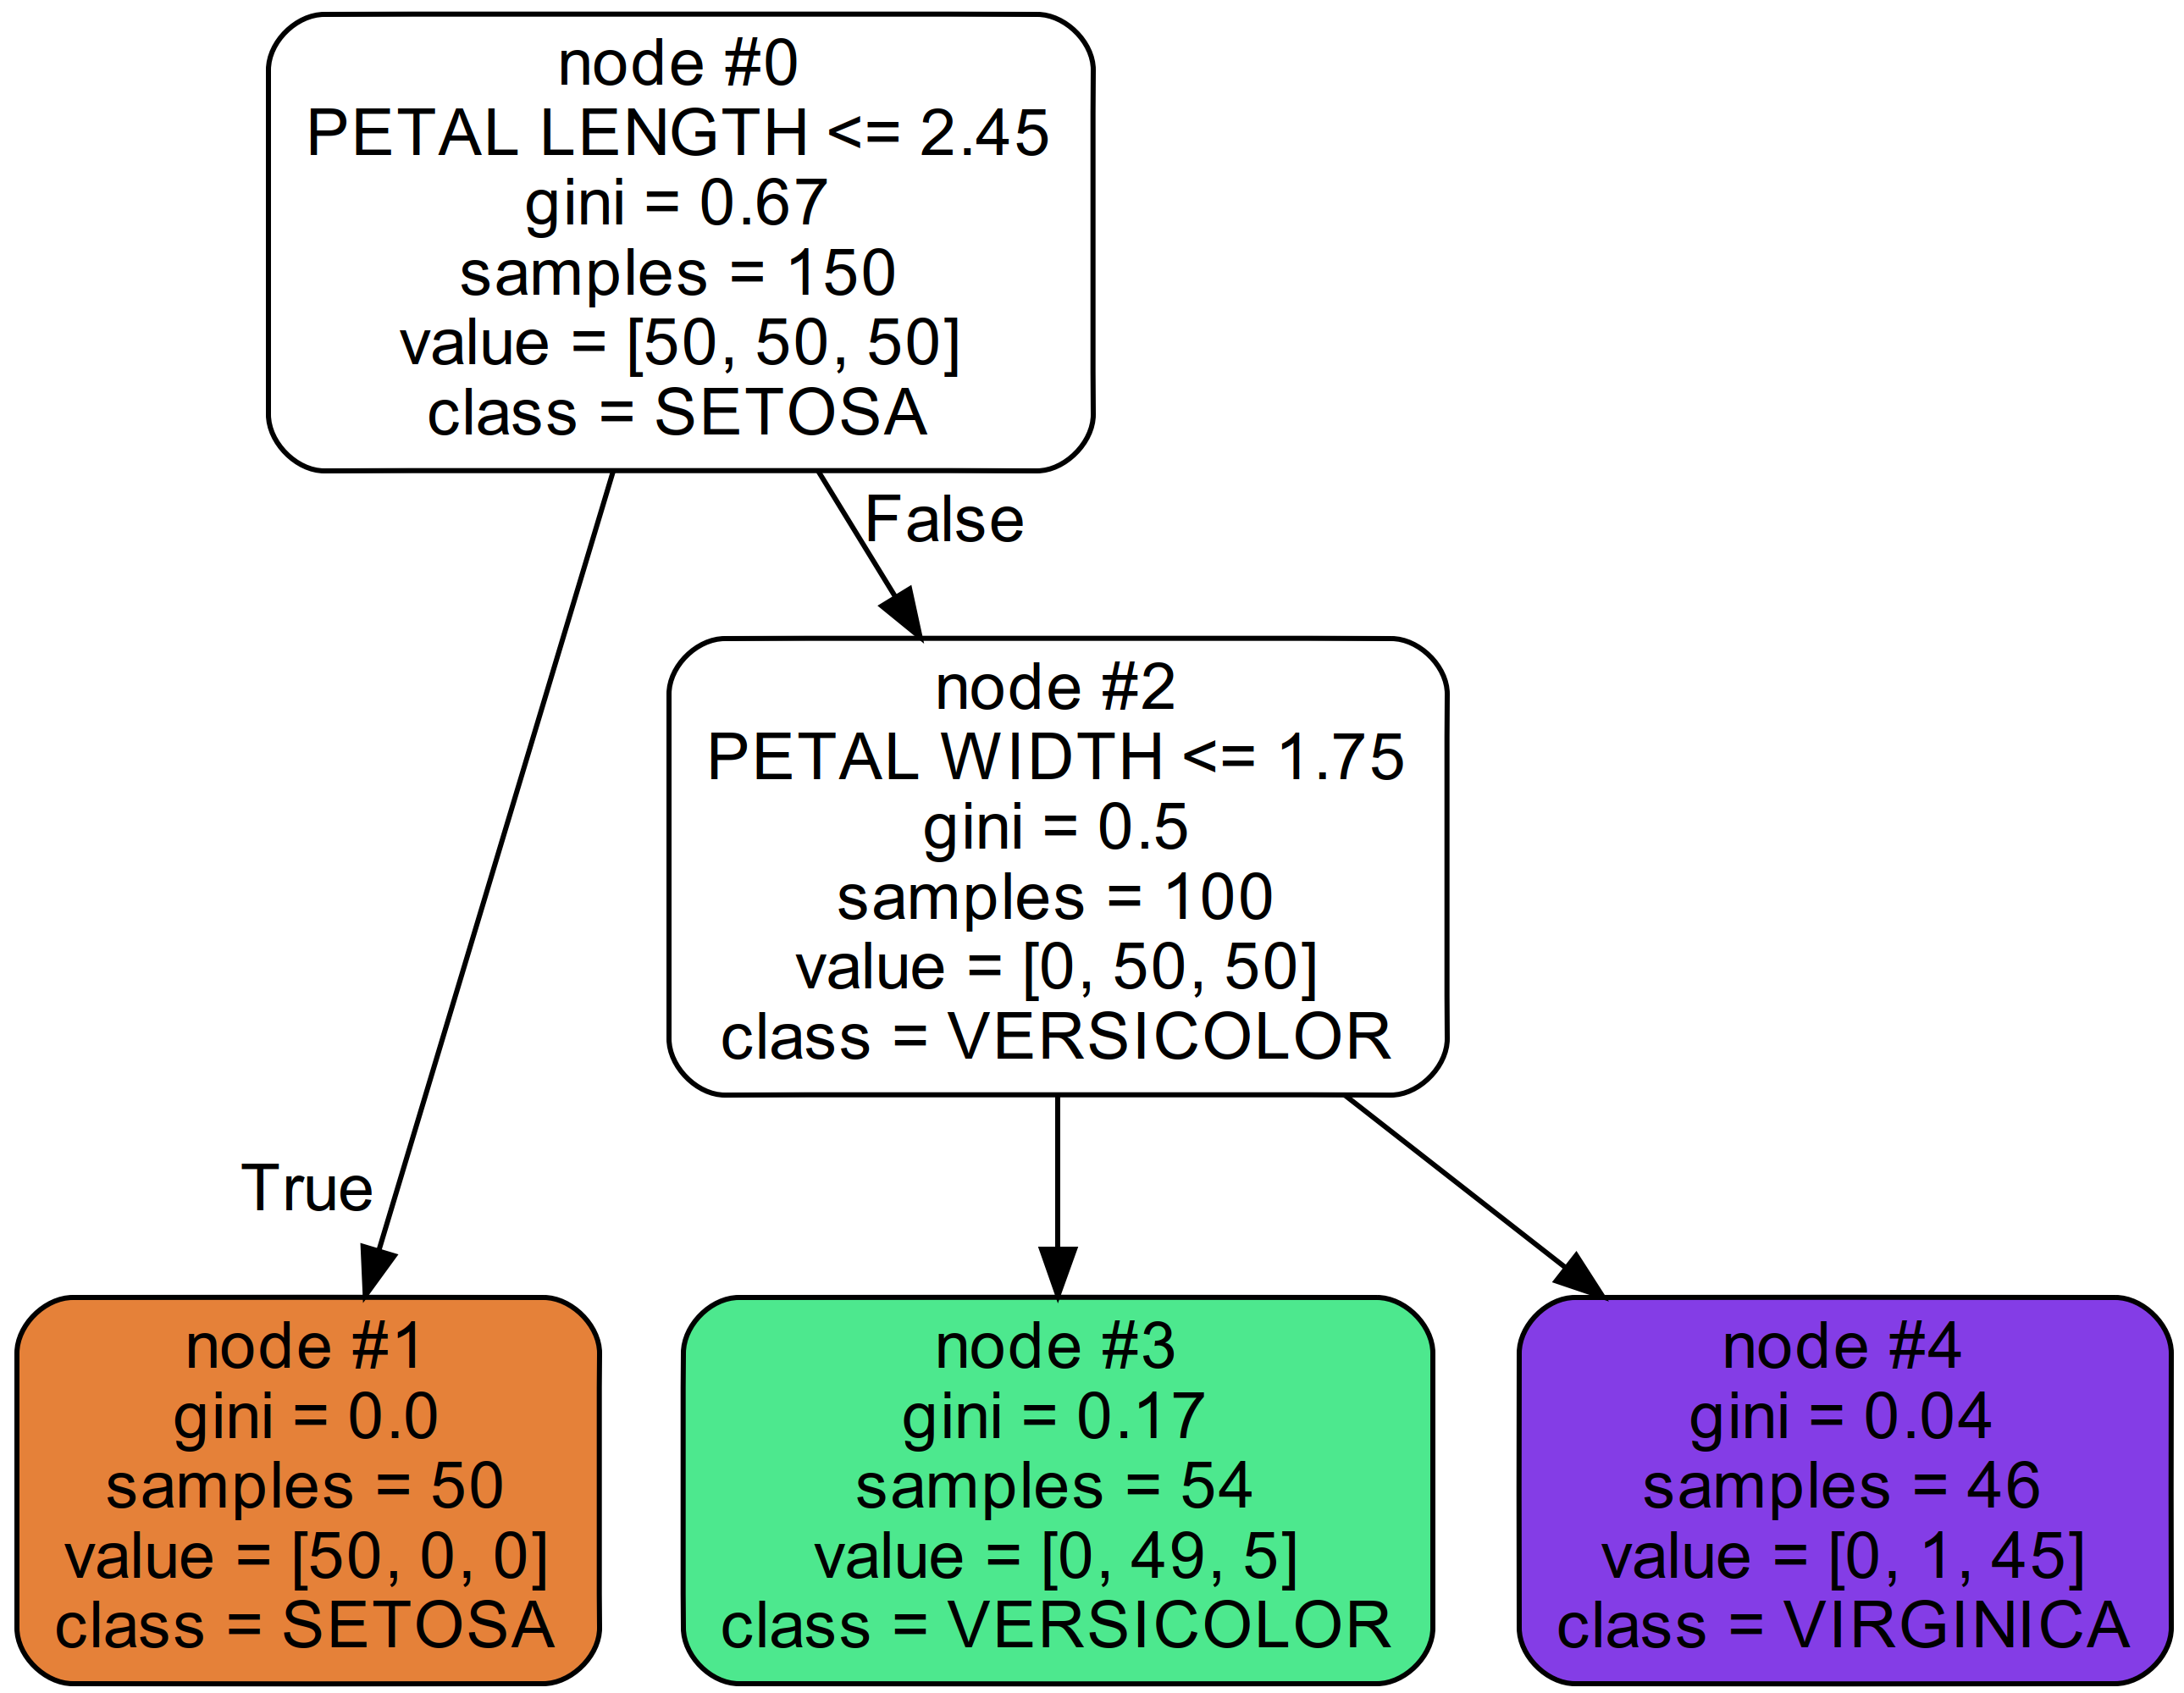 node #0
PETAL LENGTH <= 2.45
gini = 0.67
samples = 150
value = [50, 50, 50]
class = SETOSA
False
node #2
PETAL WIDTH <= 1.75
gini = 0.5
samples = 100
value = [0, 50, 50]
class = VERSICOLOR
True
node #1
gini = 0.0
samples = 50
value = [50, 0, 0]
class = SETOSA
node #3
gini = 0.17
samples = 54
value = [0, 49, 5]
class = VERSICOLOR
node #4
gini = 0.04
samples = 46
value = [0, 1, 45]
class = VIRGINICA